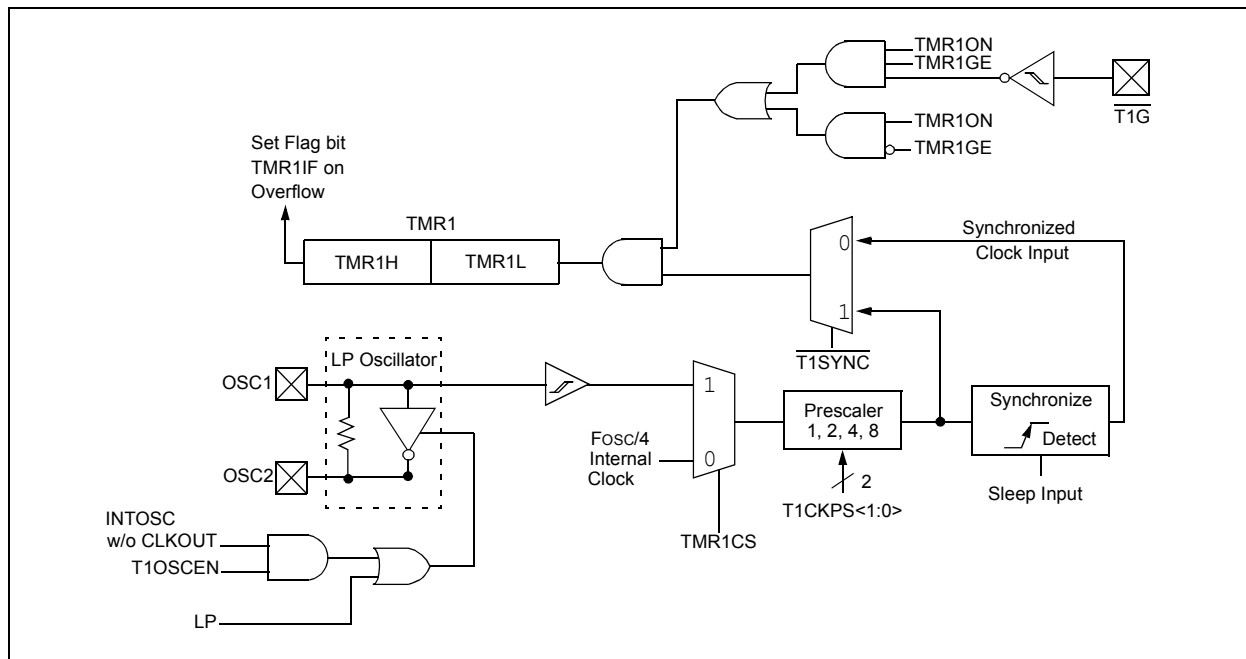 TMR1ON
TMR1GE
T1G
TMR1ON
TMR1GE
Set Flag bit
TMR1IF on
Overflow
TMR1
TMR1H
TMR1L
0
1
Synchronized
Clock Input
T1SYNC
LP Oscillator
OSC1
OSC2
1
0
FOSC/4
Internal
Clock
Prescaler
1, 2, 4, 8
Synchronize
Detect
2
T1CKPS<1:0>
Sleep Input
TMR1CS
INTOSC
w/o CLKOUT
T1OSCEN
LP